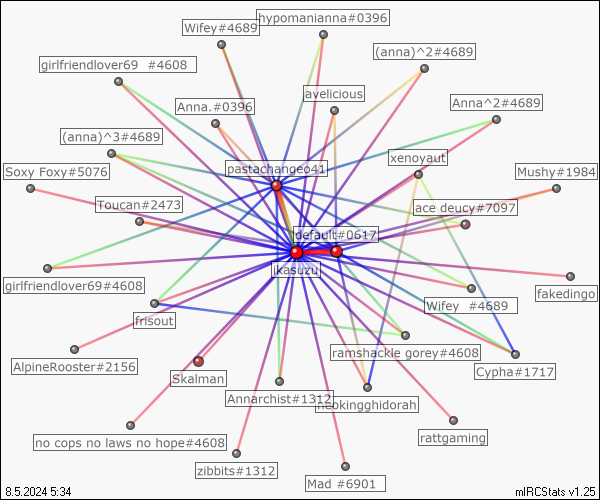 hypomanianna#0396
Wifey#4689
(anna)^2#4689
girlfriendlover69 #4608
avelicious
Anna.#0396
Anna^2#4689
(anna)^3#4689
xenoyaut
pastachangeo41
Soxy Foxy#5076
Mushy#1984
Toucan#2473
ace deucy#7097
default#0617
ikasuzu
girlfriendlover69#4608
fakedingo
Wifey #4689
frisout
ramshackle gorey#4608
AlpineRooster#2156
Cypha#1717
Skalman
Annarchist#1312
neokingghidorah
rattgaming
no cops no laws no hope#4608
zibbits#1312
Mad #6901
8.5.2024 5:34
mIRCStats v1.25